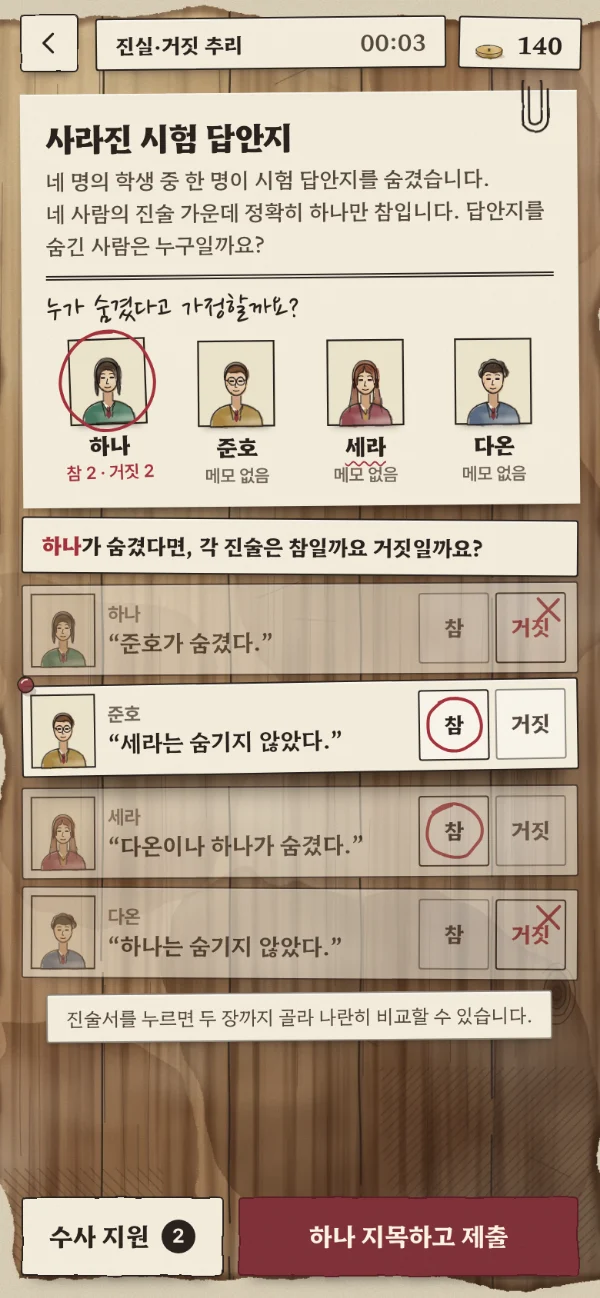 진실·거짓 추리
00:03
140
사라진 시험 답안지
네 명의 학생 중 한 명이 시험 답안지를 숨겼습니다.
네 사람의 진술 가운데 정확히 하나만 참입니다. 답안지를
숨긴 사람은 누구일까요?
누가 숨겼다고 가정할까요?
하나 준호 세라 다온
참 2 · 거짓 2 메모 없음 메모 없음 메모 없음
하나가 숨겼다면, 각 진술은 참일까요 거짓일까요?
하나
“준호가 숨겼다.” 참 거짓
준호
“세라는 숨기지 않았다.” 참 거짓
세라
“다온이나 하나가 숨겼다.” 참 거짓
다온
“하나는 숨기지 않았다.” 참 거짓
진술서를 누르면 두 장까지 골라 나란히 비교할 수 있습니다.
수사 지원 2
하나 지목하고 제출